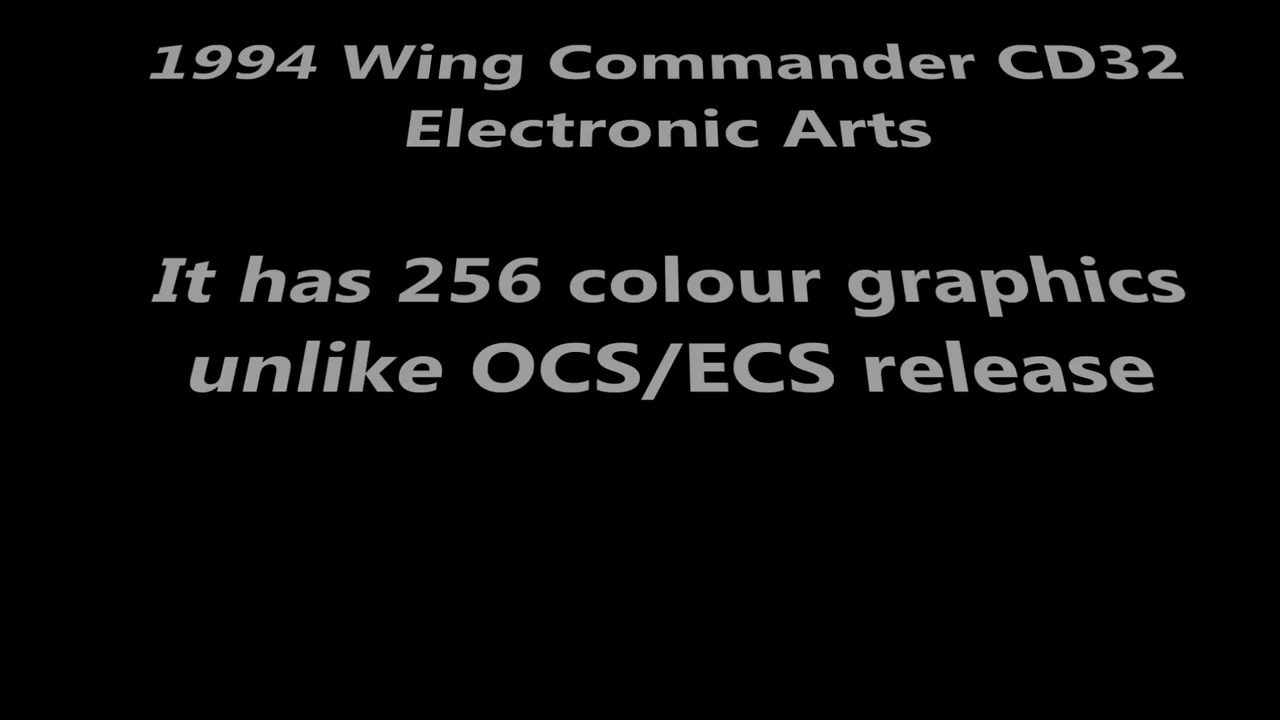 1994 Wing Commander CD32
Electronic Arts
It has 256 colour graphics
unlike OCS/ECS release